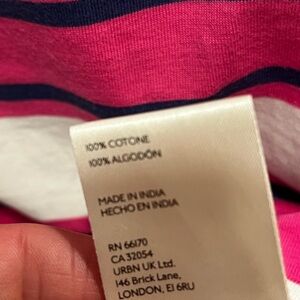 100% COTONE
100% ALGODÓN
MADE IN INDIA
HECHO EN INDIA
RN 66170
CA 32054
URBN UK Ltd.
146 Brick Lane,
LONDON, E1 6RU